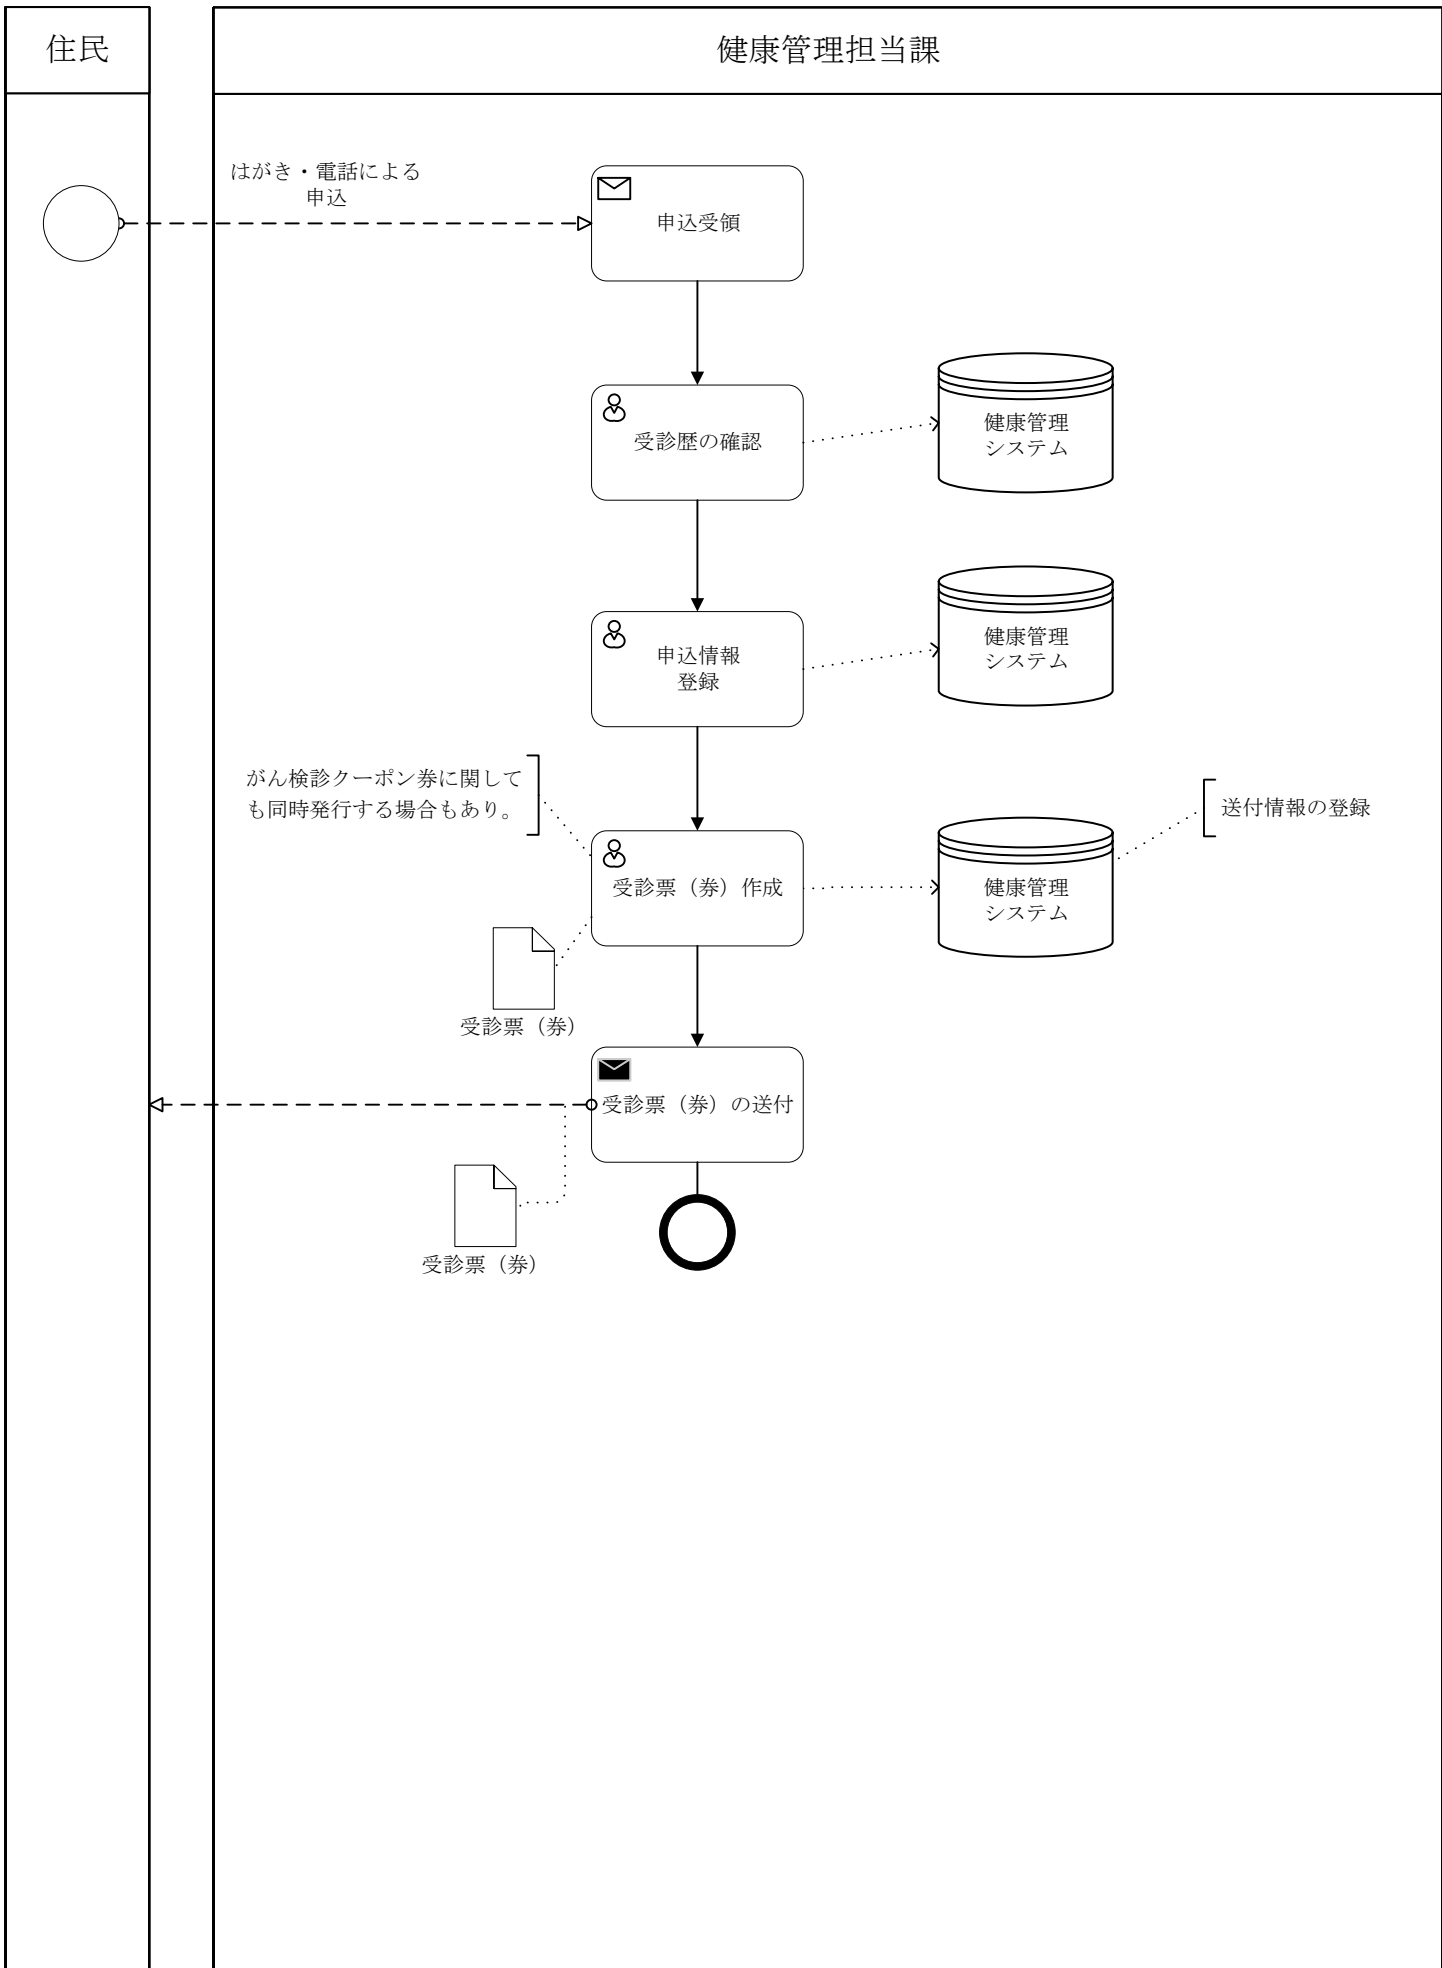 住民
健康管理担当課
はがき・電話による
申込
申込受領
受診歴の確認
健康管理
システム
申込情報
登録
健康管理
システム
がん検診クーポン券に関して
も同時発行する場合もあり。
送付情報の登録
受診票（券）作成
健康管理
システム
受診票（券）
受診票（券）の送付
受診票（券）